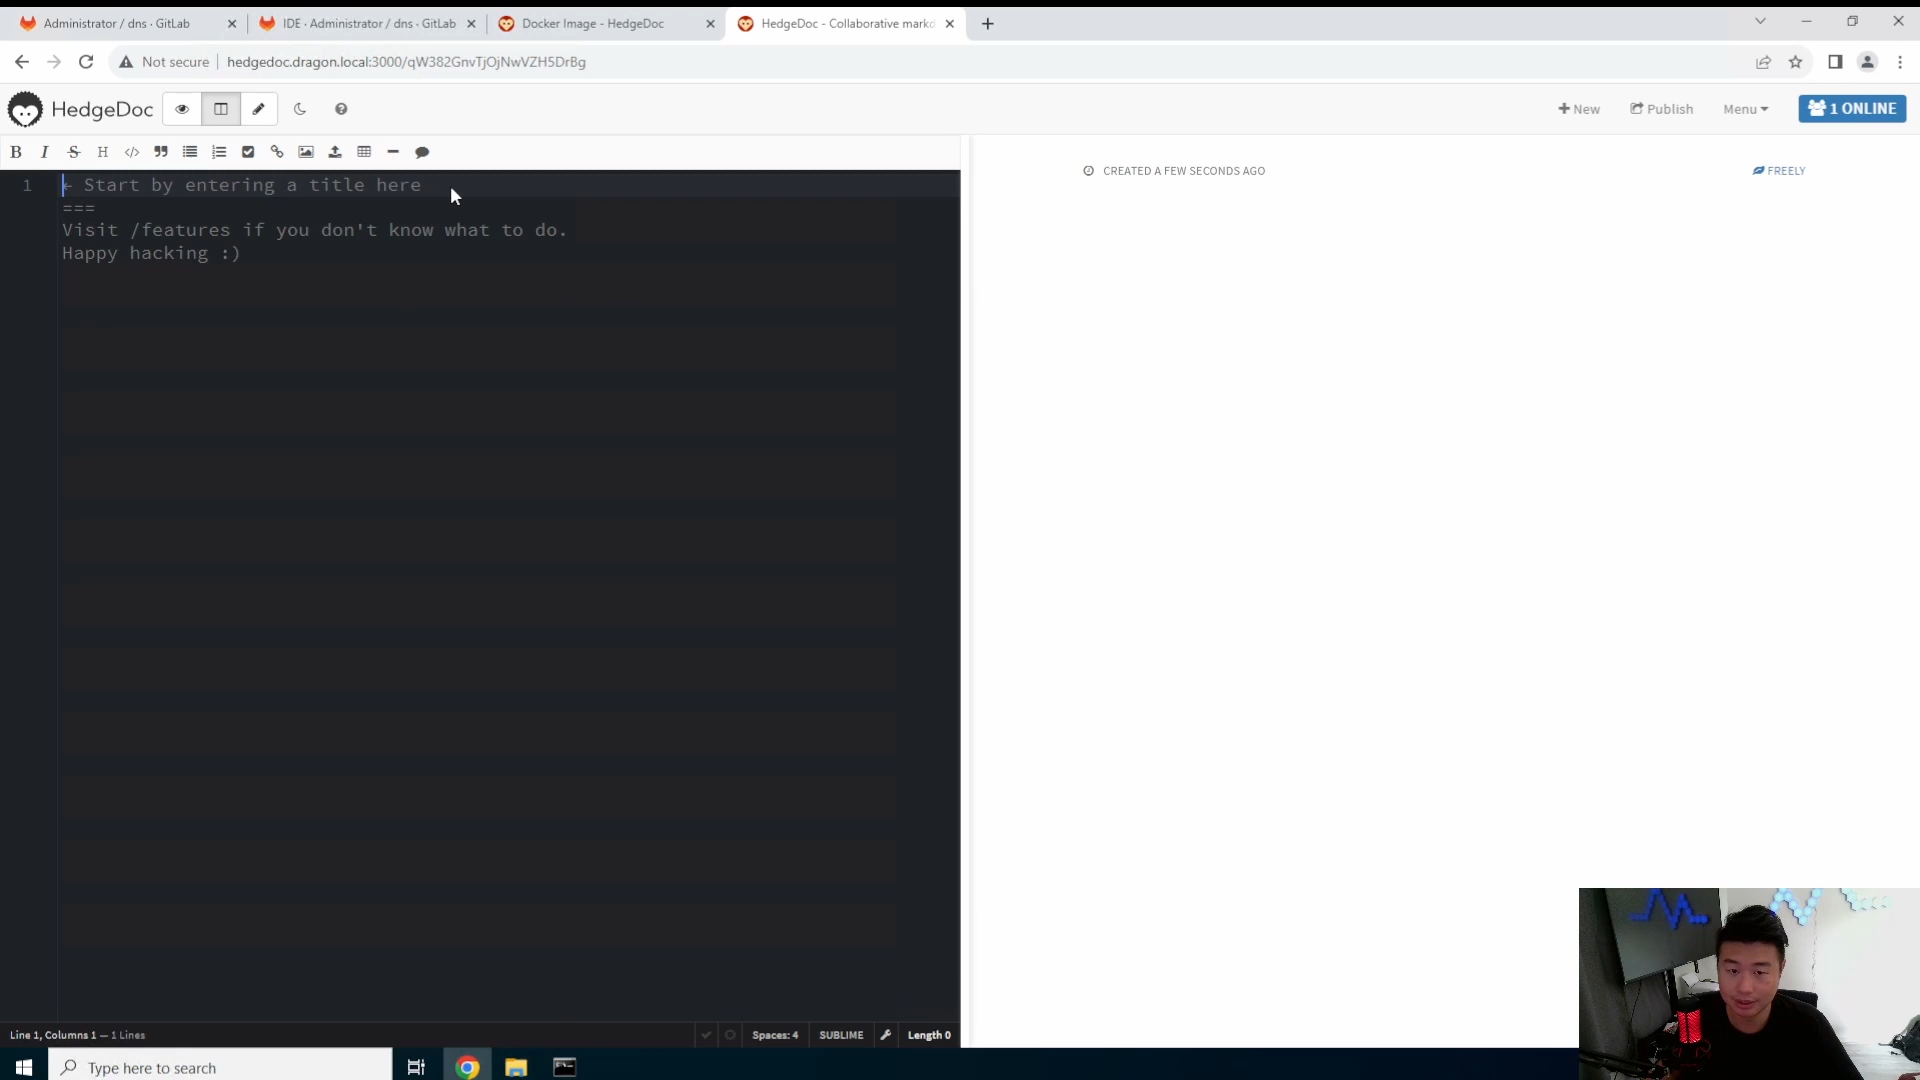 Administrator / dns · GitLab
IDE · Administrator / dns · GitLab
Docker Image - HedgeDoc
HedgeDoc - Collaborative markd
Not secure
hedgedoc.dragon.local:3000/qW382GnvTjOjNwVZH5DrBg
HedgeDoc
New
Publish
Menu
1 ONLINE
B I S H </>
1
← Start by entering a title here
===
Visit /features if you don't know what to do.
Happy hacking :)
CREATED A FEW SECONDS AGO
FREELY
Line 1, Columns 1 — 1 Lines
Spaces: 4
SUBLIME
Length 0
Type here to search